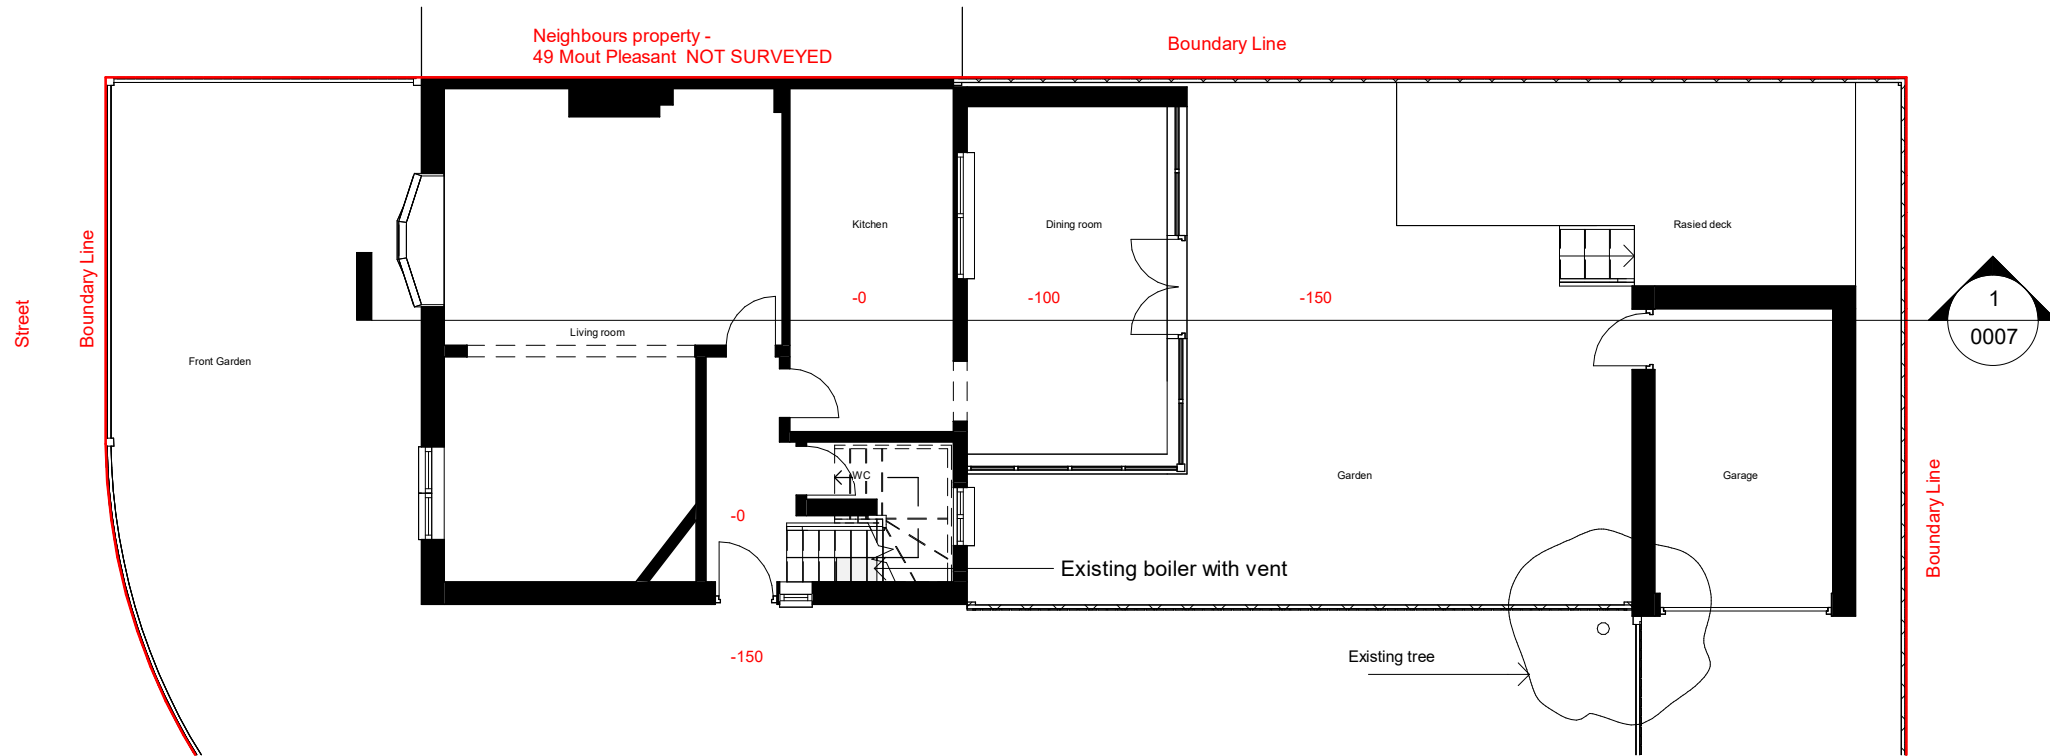 Neighbours property -
49 Mout Pleasant  NOT SURVEYED
Boundary Line
Street
Boundary Line
Front Garden
Living room
Kitchen
-0
Dining room
-100
-150
Rasied deck
1
0007
WC
-0
Garden
Garage
Boundary Line
Existing boiler with vent
-150
Existing tree